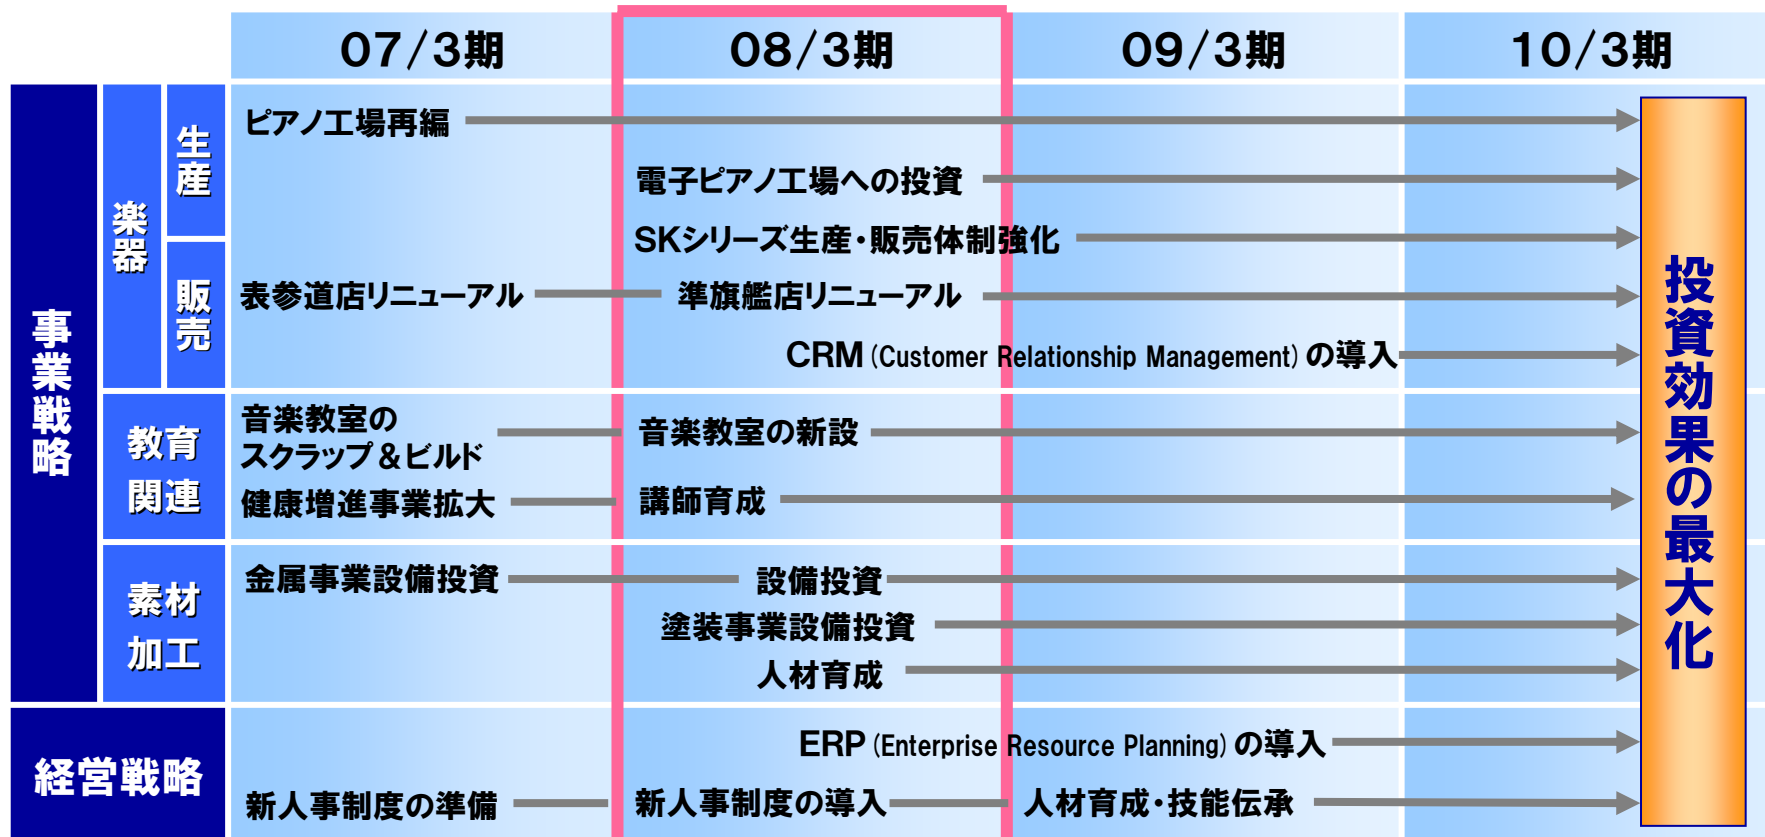 07/3期
08/3期
09/3期
10/3期
事業戦略
楽器
生産
ピアノ工場再編
電子ピアノ工場への投資
SKシリーズ生産・販売体制強化
販売
表参道店リニューアル
準旗艦店リニューアル
CRM(Customer Relationship Management)の導入
教育
関連
音楽教室の
スクラップ&ビルド
音楽教室の新設
健康増進事業拡大
講師育成
素材
加工
金属事業設備投資
設備投資
塗装事業設備投資
人材育成
経営戦略
ERP(Enterprise Resource Planning)の導入
新人事制度の準備
新人事制度の導入
人材育成・技能伝承
投資効果の最大化